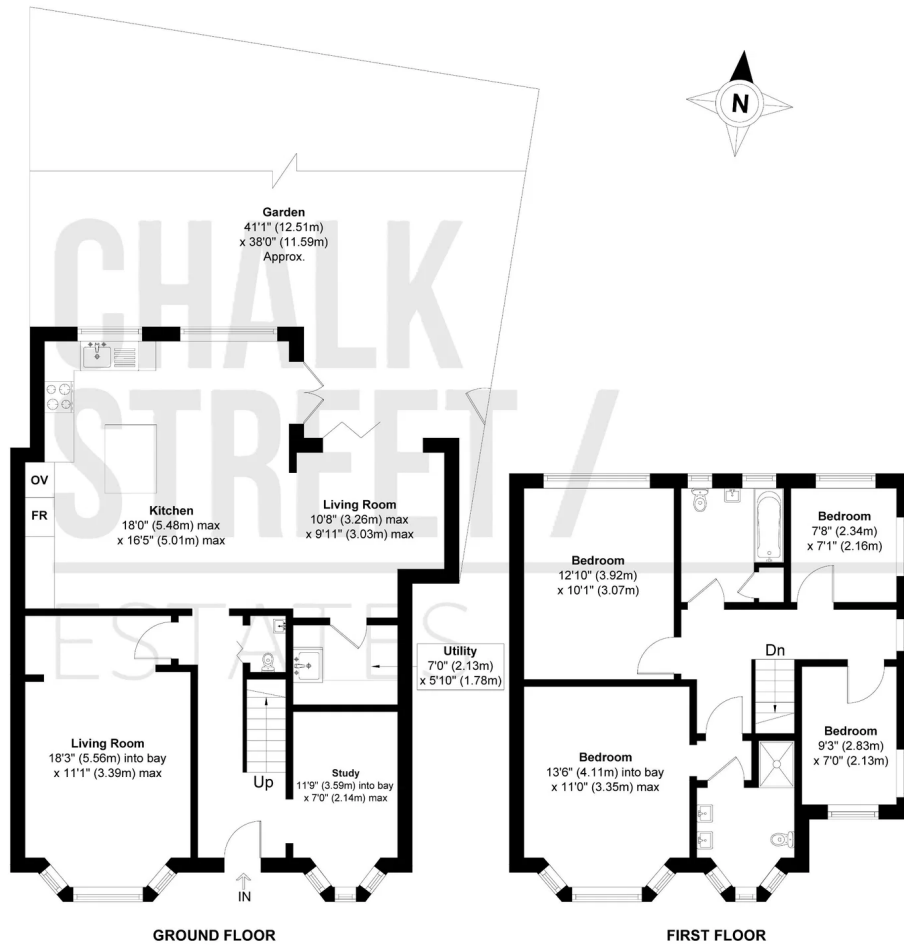 N
Garden
41'1" (12.51m)
x 38'0" (11.59m)
Approx.
CHALK
STREET /
ESTATES
OV
FR
Kitchen
18'0" (5.48m) max
x 16'5" (5.01m) max
Living Room
10'8" (3.26m) max
x 9'11" (3.03m) max
Utility
7'0" (2.13m)
x 5'10" (1.78m)
Living Room
18'3" (5.56m) into bay
x 11'1" (3.39m) max
Up
Study
11'9" (3.59m) into bay
x 7'0" (2.14m) max
IN
GROUND FLOOR
Bedroom
12'10" (3.92m)
x 10'1" (3.07m)
Bedroom
7'8" (2.34m)
x 7'1" (2.16m)
Dn
Bedroom
13'6" (4.11m) into bay
x 11'0" (3.35m) max
Bedroom
9'3" (2.83m)
x 7'0" (2.13m)
FIRST FLOOR